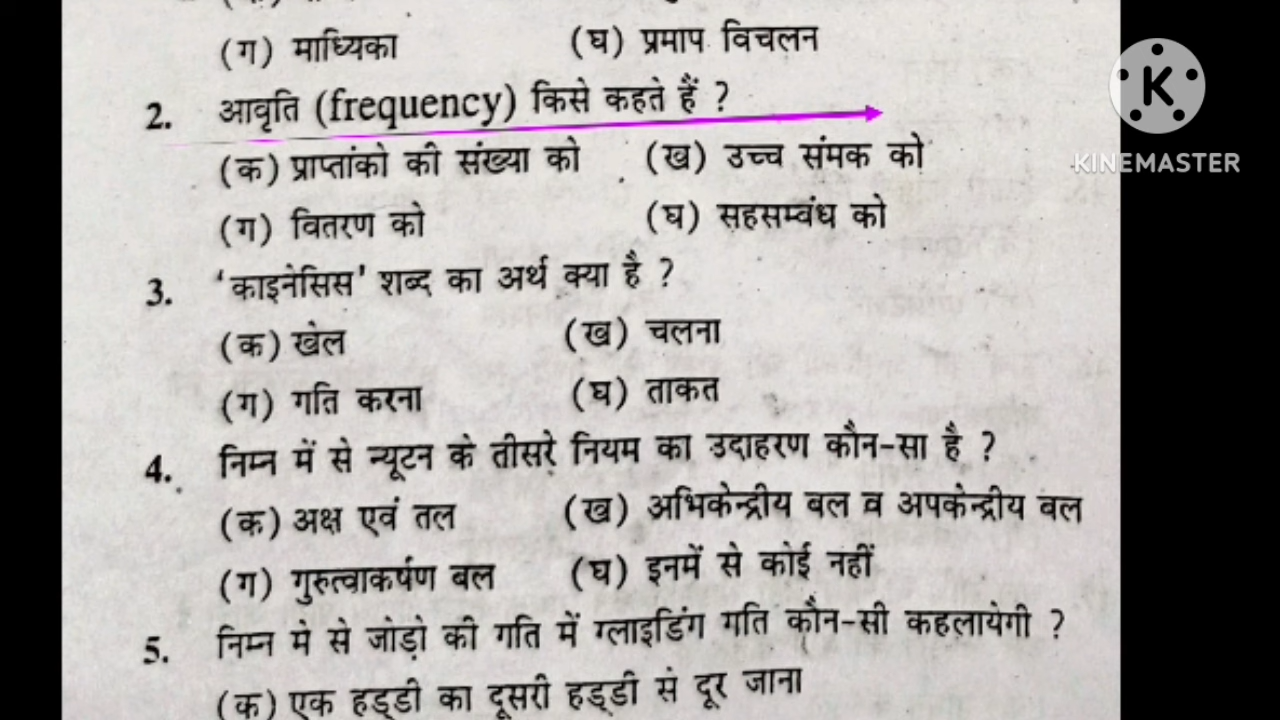 (ग) माध्यिका (घ) प्रमाप विचलन
2. आवृति (frequency) किसे कहते हैं ?
(क) प्राप्तांको की संख्या को (ख) उच्च संमक को
(ग) वितरण को (घ) सहसम्वंध को
3. 'काइनेसिस' शब्द का अर्थ क्या है ?
(क) खेल (ख) चलना
(ग) गति करना (घ) ताकत
4. निम्न में से न्यूटन के तीसरे नियम का उदाहरण कौन-सा है ?
(क) अक्ष एवं तल (ख) अभिकेन्द्रीय बल व अपकेन्द्रीय बल
(ग) गुरुत्वाकर्षण बल (घ) इनमें से कोई नहीं
5. निम्न मे से जोड़ो की गति में ग्लाइडिंग गति कौन-सी कहलायेगी ?
(क) एक हड्डी का दूसरी हड्डी सं दूर जाना
K
KINEMASTER